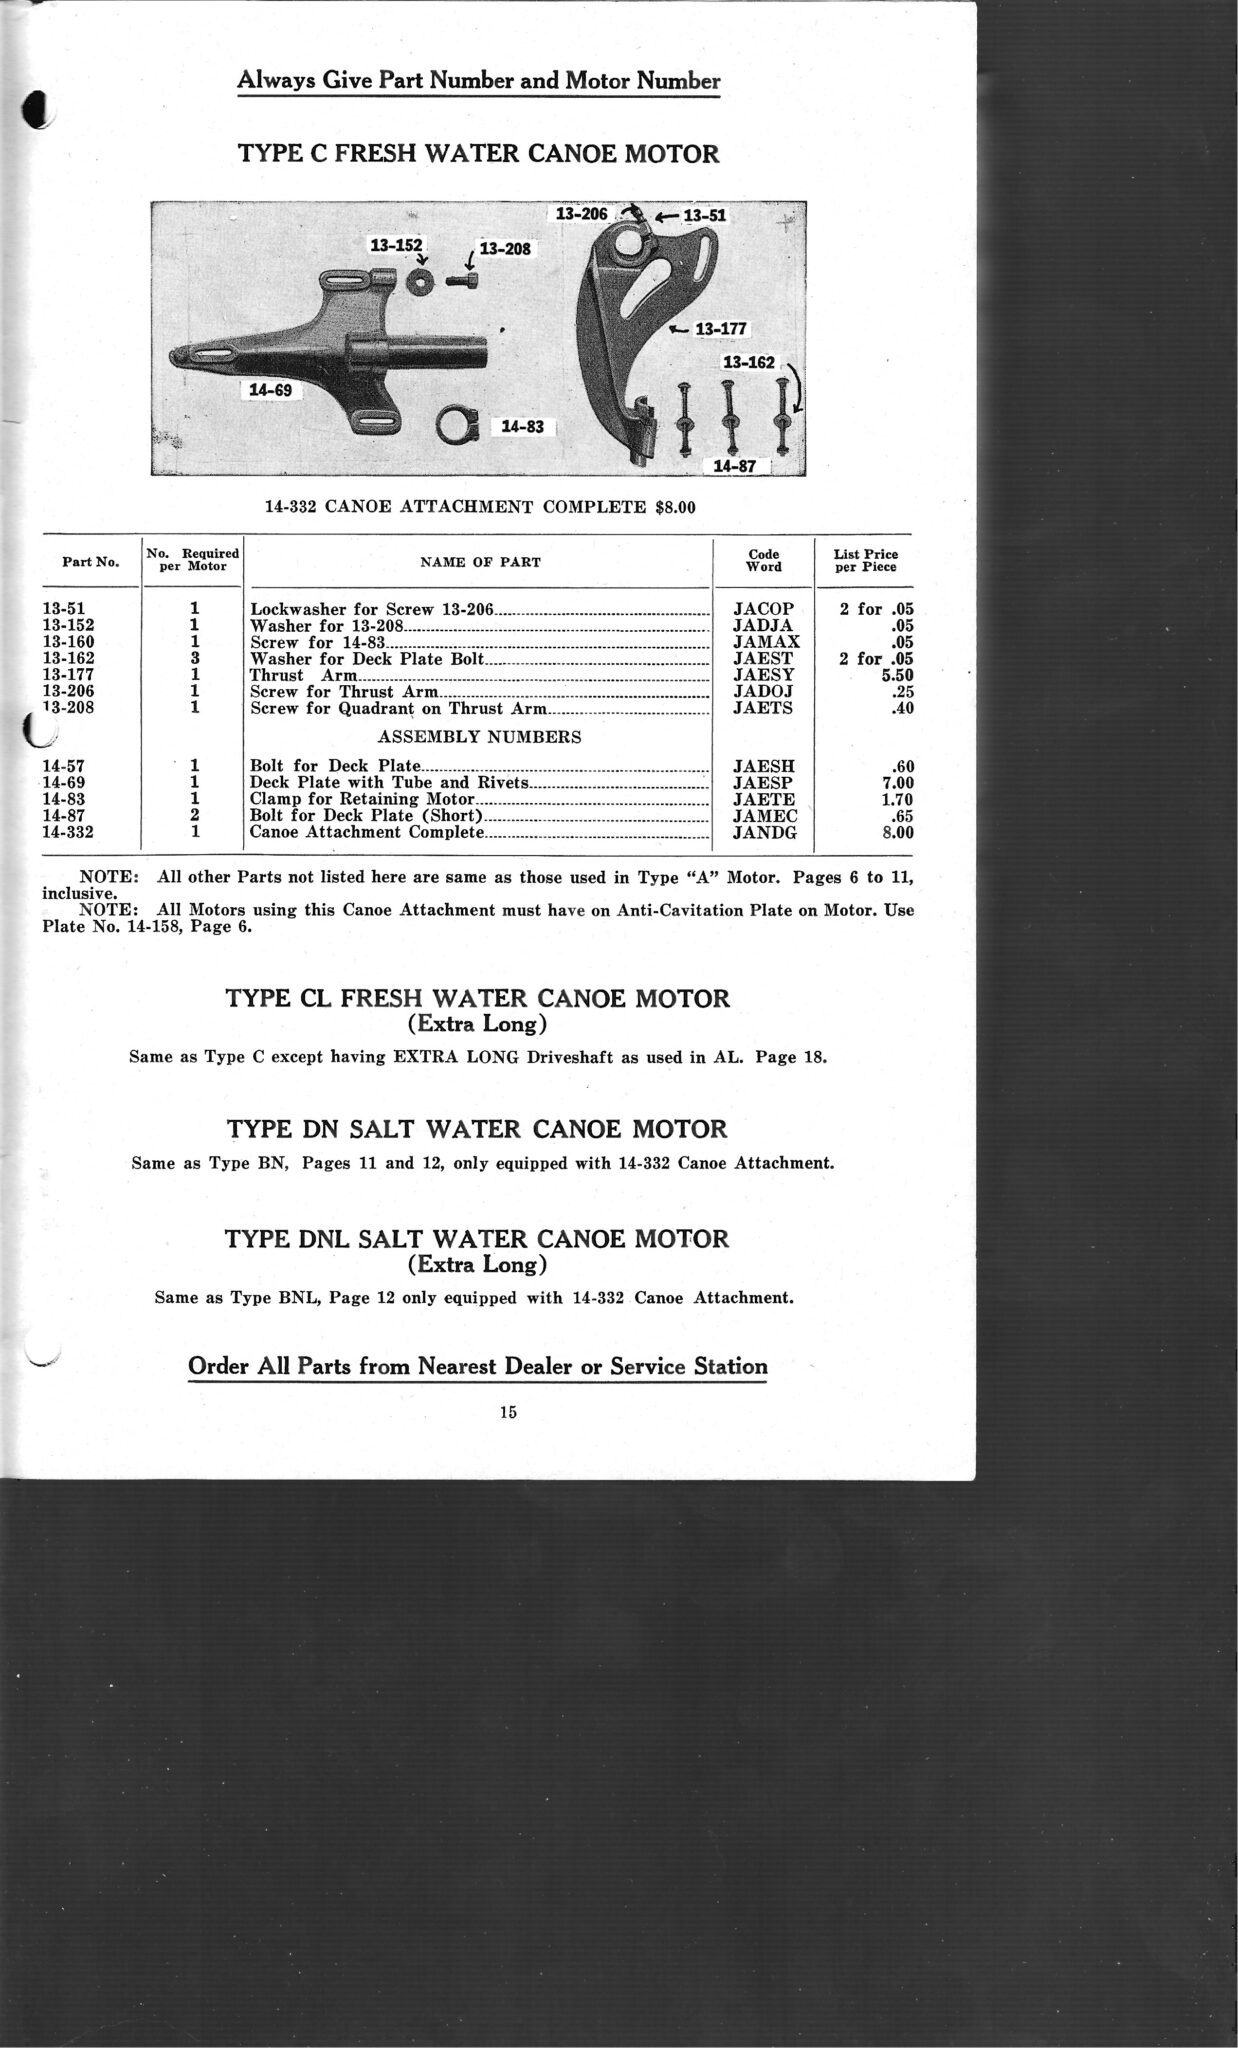 Always Give Part Number and Motor Number
TYPE C FRESH WATER CANOE MOTOR
13-206
13-51
13-152
13-208
13-177
13-162
14-69
14-83
14-87
14-332 CANOE ATTACHMENT COMPLETE $8.00
Part No. No. Required per Motor NAME OF PART Code Word List Price per Piece
13-51 1 Lockwasher for Screw 13-206 JACOP 2 for .05
13-152 1 Washer for 13-208 JADJA .05
13-160 1 Screw for 14-83 JAMAX .05
13-162 3 Washer for Deck Plate Bolt JAEST 2 for .05
13-177 1 Thrust Arm JAESY 5.50
13-206 1 Screw for Thrust Arm JADOJ .25
13-208 1 Screw for Quadrant on Thrust Arm JAETS .40
ASSEMBLY NUMBERS
14-57 1 Bolt for Deck Plate JAESH .60
14-69 1 Deck Plate with Tube and Rivets JAESP 7.00
14-83 1 Clamp for Retaining Motor JAETE 1.70
14-87 2 Bolt for Deck Plate (Short) JAMEC .65
14-332 1 Canoe Attachment Complete JANDG 8.00
NOTE: All other Parts not listed here are same as those used in Type “A” Motor. Pages 6 to 11,
inclusive.
NOTE: All Motors using this Canoe Attachment must have on Anti-Cavitation Plate on Motor. Use
Plate No. 14-158, Page 6.
TYPE CL FRESH WATER CANOE MOTOR
(Extra Long)
Same as Type C except having EXTRA LONG Driveshaft as used in AL. Page 18.
TYPE DN SALT WATER CANOE MOTOR
Same as Type BN, Pages 11 and 12, only equipped with 14-332 Canoe Attachment.
TYPE DNL SALT WATER CANOE MOTOR
(Extra Long)
Same as Type BNL, Page 12 only equipped with 14-332 Canoe Attachment.
Order All Parts from Nearest Dealer or Service Station
15